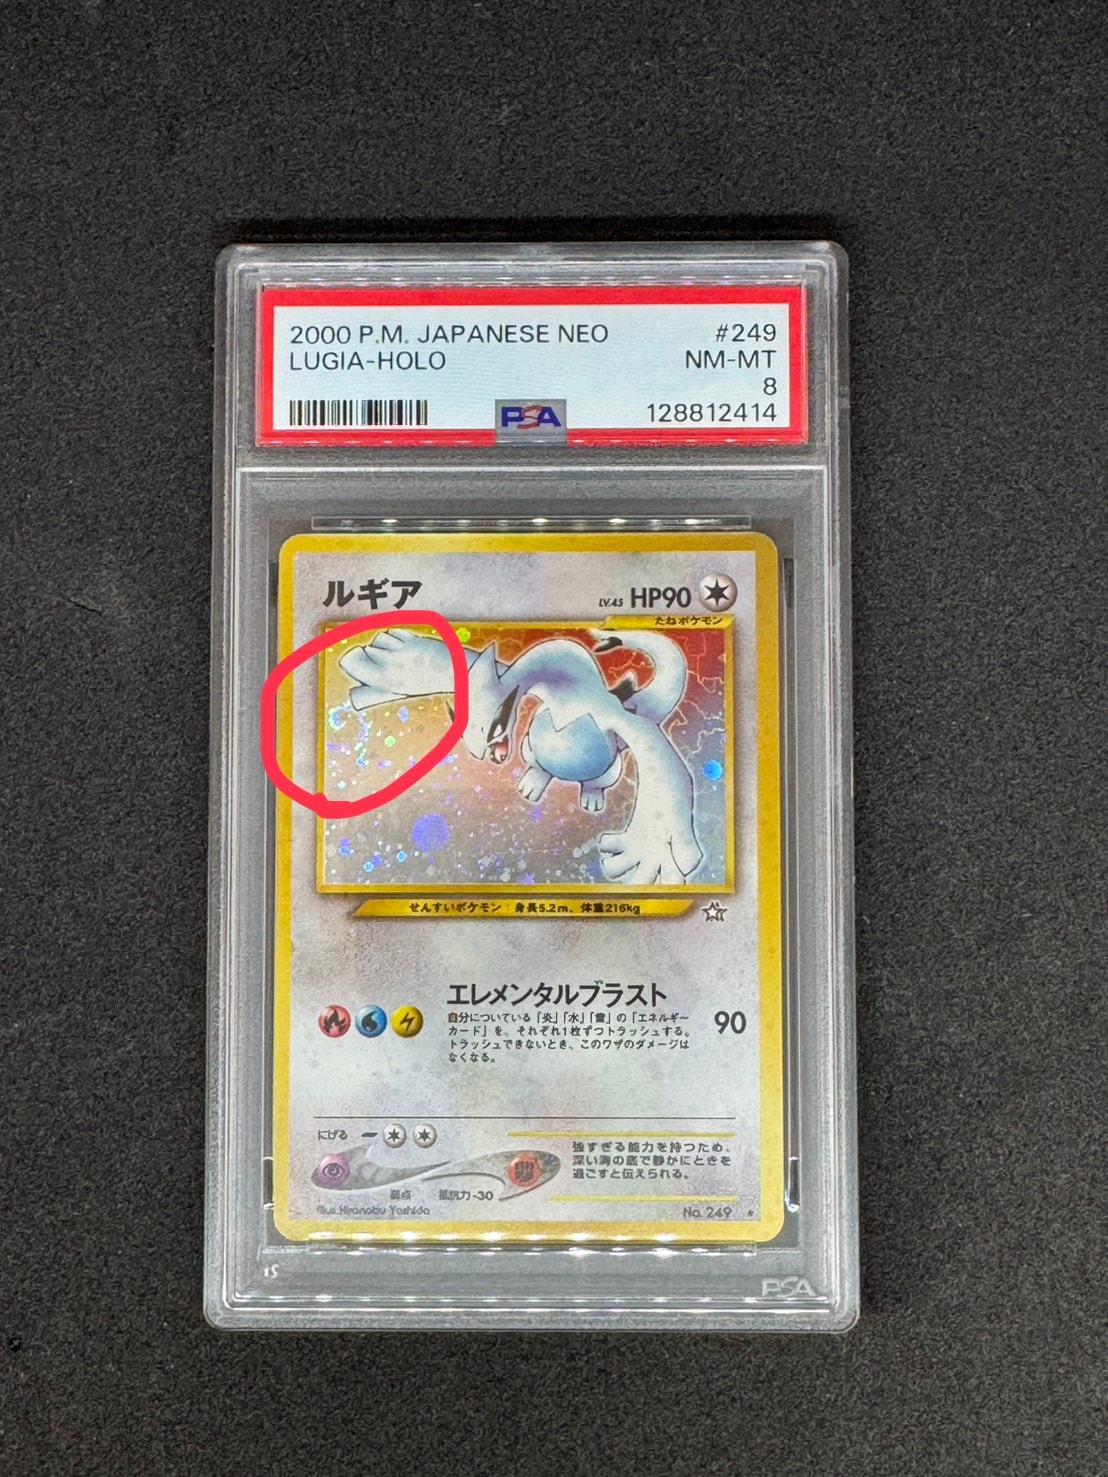 2000 P.M. JAPANESE NEO #249
LUGIA-HOLO NM-MT
8
PSA 128812414
ルギア LV.45 HP90
たねポケモン
せんすいポケモン 身長5.2m、体重216kg
エレメンタルブラスト
自分についている「炎」「水」「雷」の「エネルギー
カード」を、それぞれ1枚ずつトラッシュする。
トラッシュできないとき、このワザのダメージは
なくなる。
90
にげる
強すぎる能力を持つため、
深い海の底で静かにときを
過ごすと伝えられる。
弱点 抵抗力 -30
Illus. Hironobu Yoshida No. 249
PSA